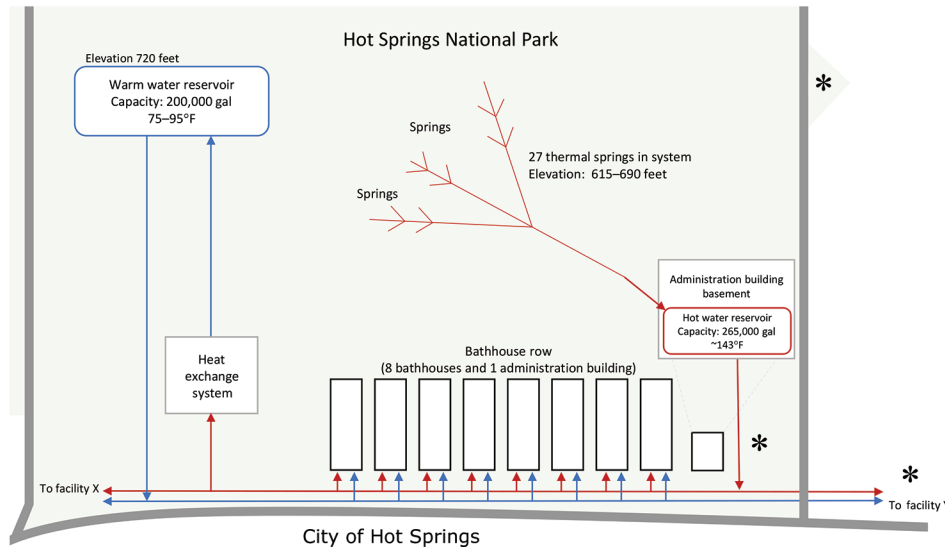 Hot Springs National Park
Elevation 720 feet
Warm water reservoir
Capacity: 200,000 gal
75–95°F
*
Springs
27 thermal springs in system
Elevation: 615–690 feet
Springs
Administration building
basement
Hot water reservoir
Capacity: 265,000 gal
~143°F
Heat
exchange
system
Bathhouse row
(8 bathhouses and 1 administration building)
*
*
To facility X
To facility
City of Hot Springs